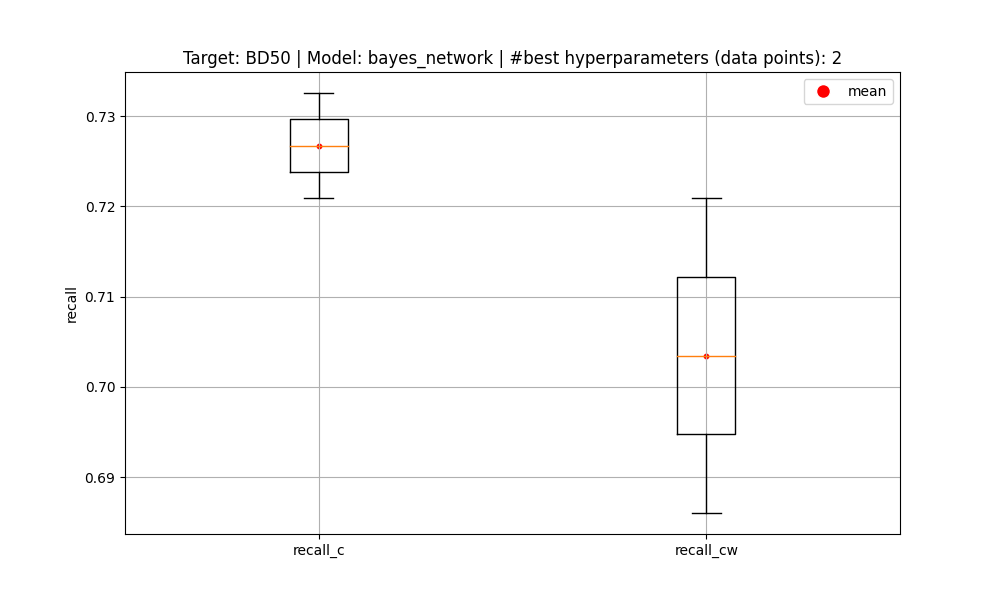 Target: BD50 | Model: bayes_network | #best hyperparameters (data points): 2
mean
0.73
0.72
0.71
0.70
0.69
recall
recall_c
recall_cw